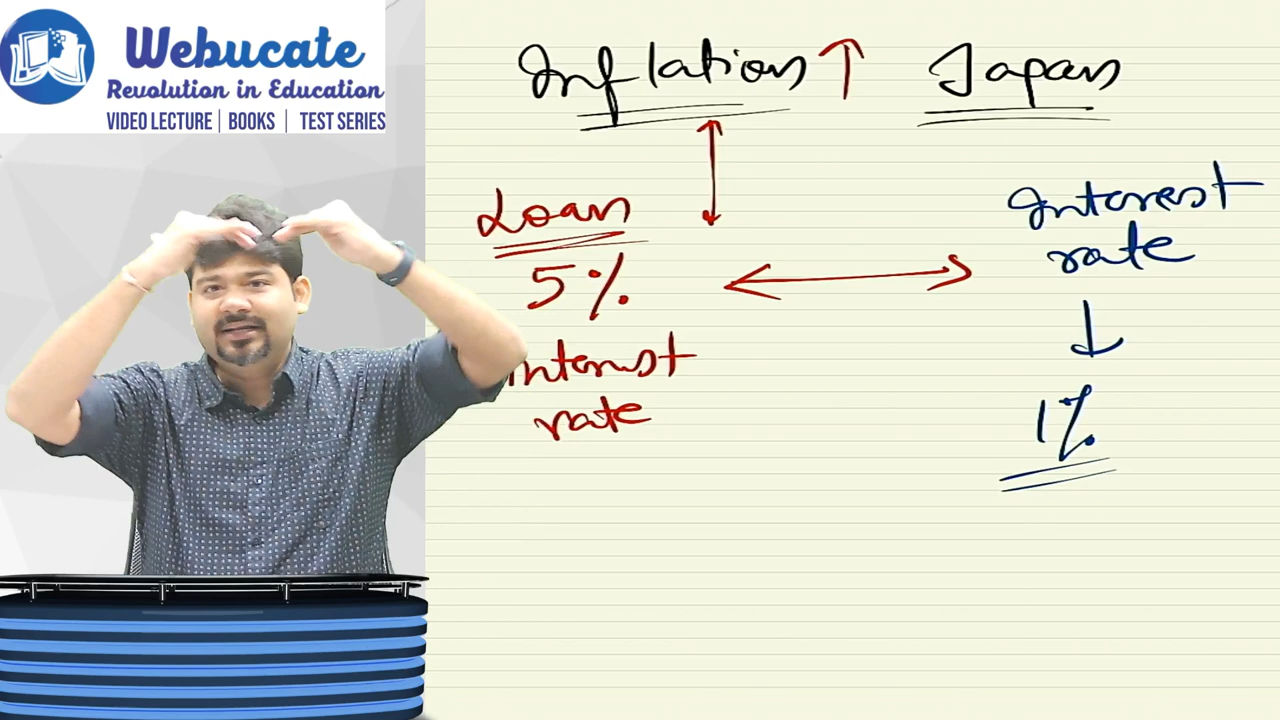 Webucate
Revolution in Education
VIDEO LECTURE | BOOKS | TEST SERIES
Inflation ↑ Japan
Loan
5%
Interest
rate
Interest
rate
↓
1%